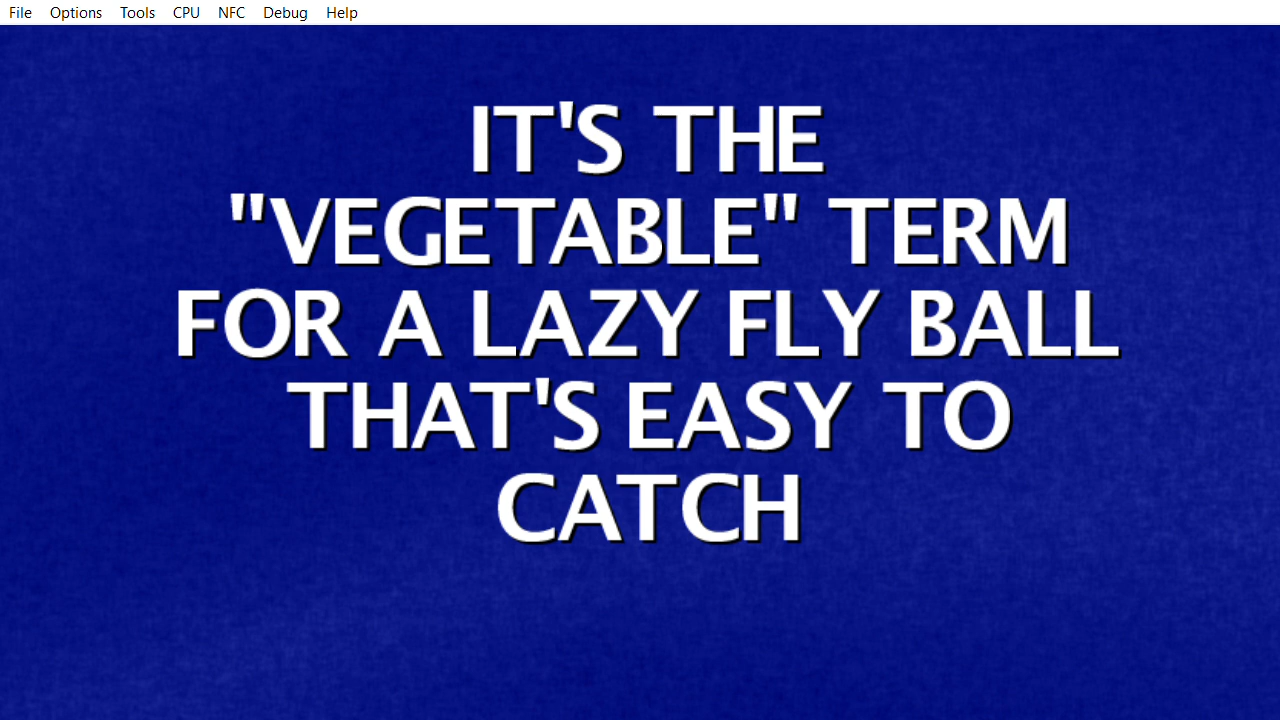 File Options Tools CPU NFC Debug Help
IT'S THE
"VEGETABLE" TERM
FOR A LAZY FLY BALL
THAT'S EASY TO
CATCH